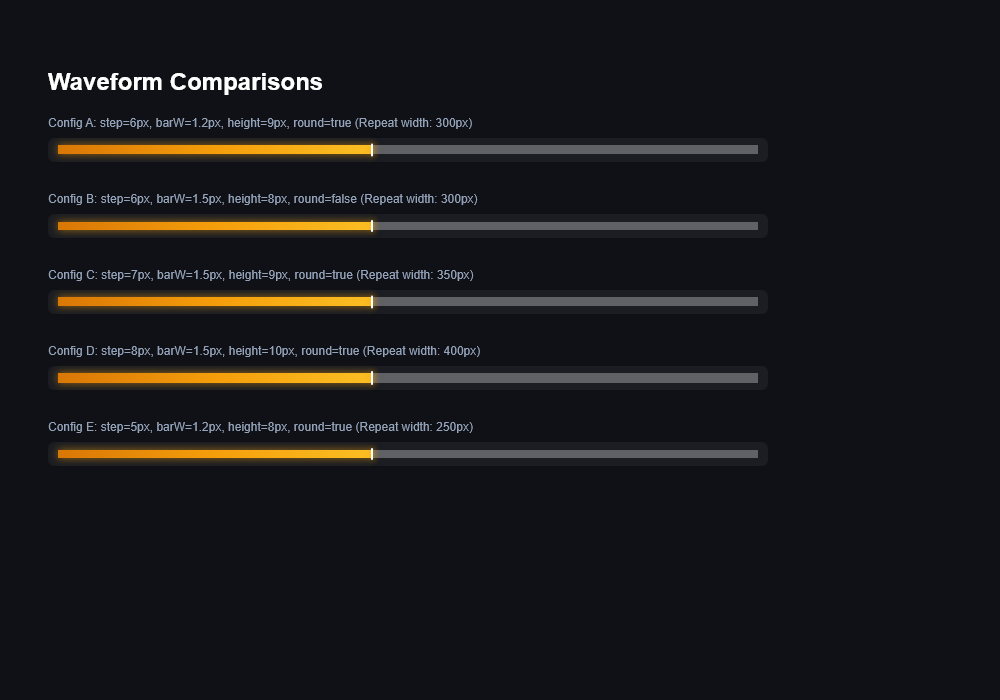 Waveform Comparisons
Config A: step=6px, barW=1.2px, height=9px, round=true (Repeat width: 300px)
Config B: step=6px, barW=1.5px, height=8px, round=false (Repeat width: 300px)
Config C: step=7px, barW=1.5px, height=9px, round=true (Repeat width: 350px)
Config D: step=8px, barW=1.5px, height=10px, round=true (Repeat width: 400px)
Config E: step=5px, barW=1.2px, height=8px, round=true (Repeat width: 250px)